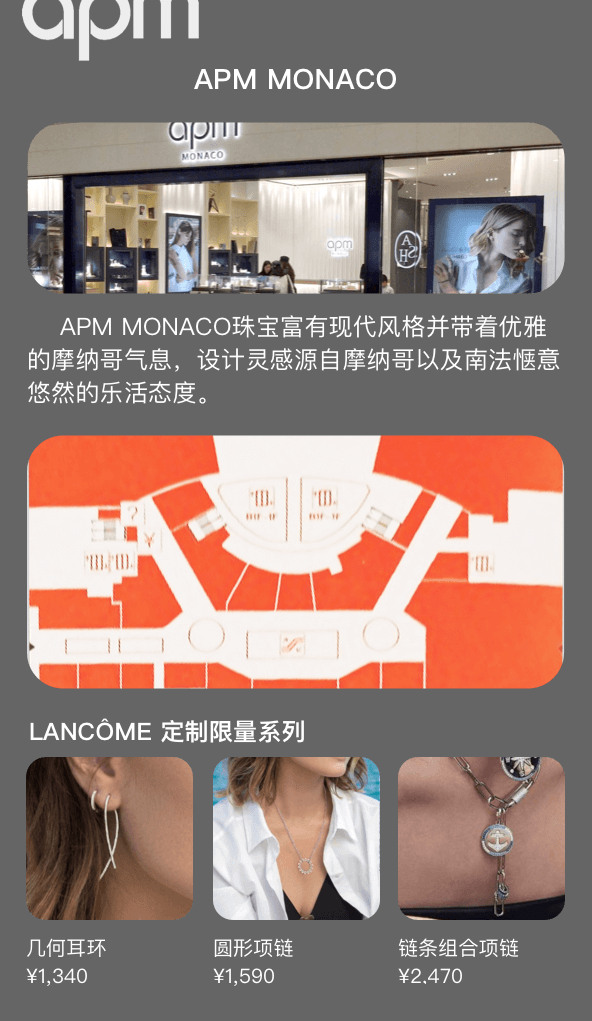 apm
APM MONACO
apm
MONACO
apm
A
SH
APM MONACO珠宝富有现代风格并带着优雅
的摩纳哥气息，设计灵感源自摩纳哥以及南法惬意
悠然的乐活态度。
?
¥
LANCÔME 定制限量系列
几何耳环
圆形项链
链条组合项链
¥1,340
¥1,590
¥2,470